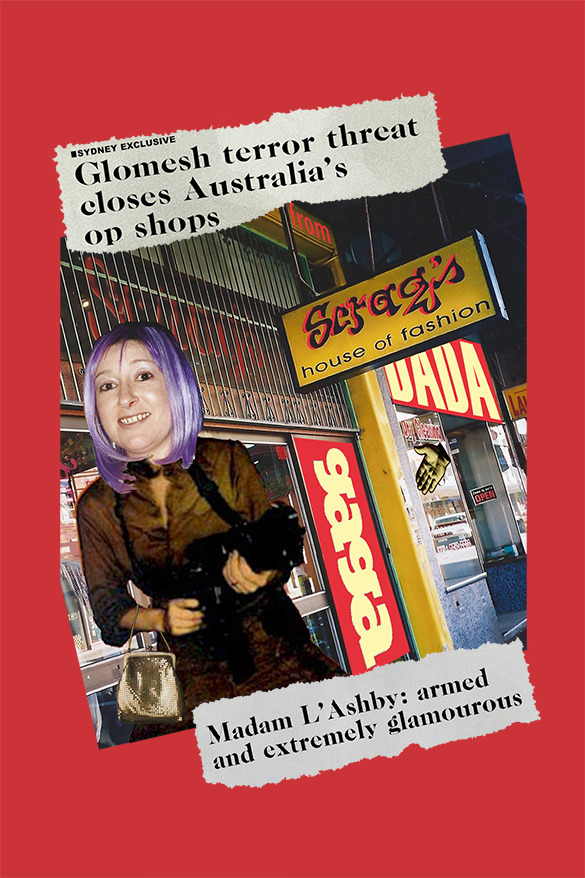 SYDNEY EXCLUSIVE
Glomesh terror threat
closes Australia's
op shops
from
Scragg's
house of fashion
DADA
OPEN
gaga
Madam L'Ashby: armed
and extremely glamourous